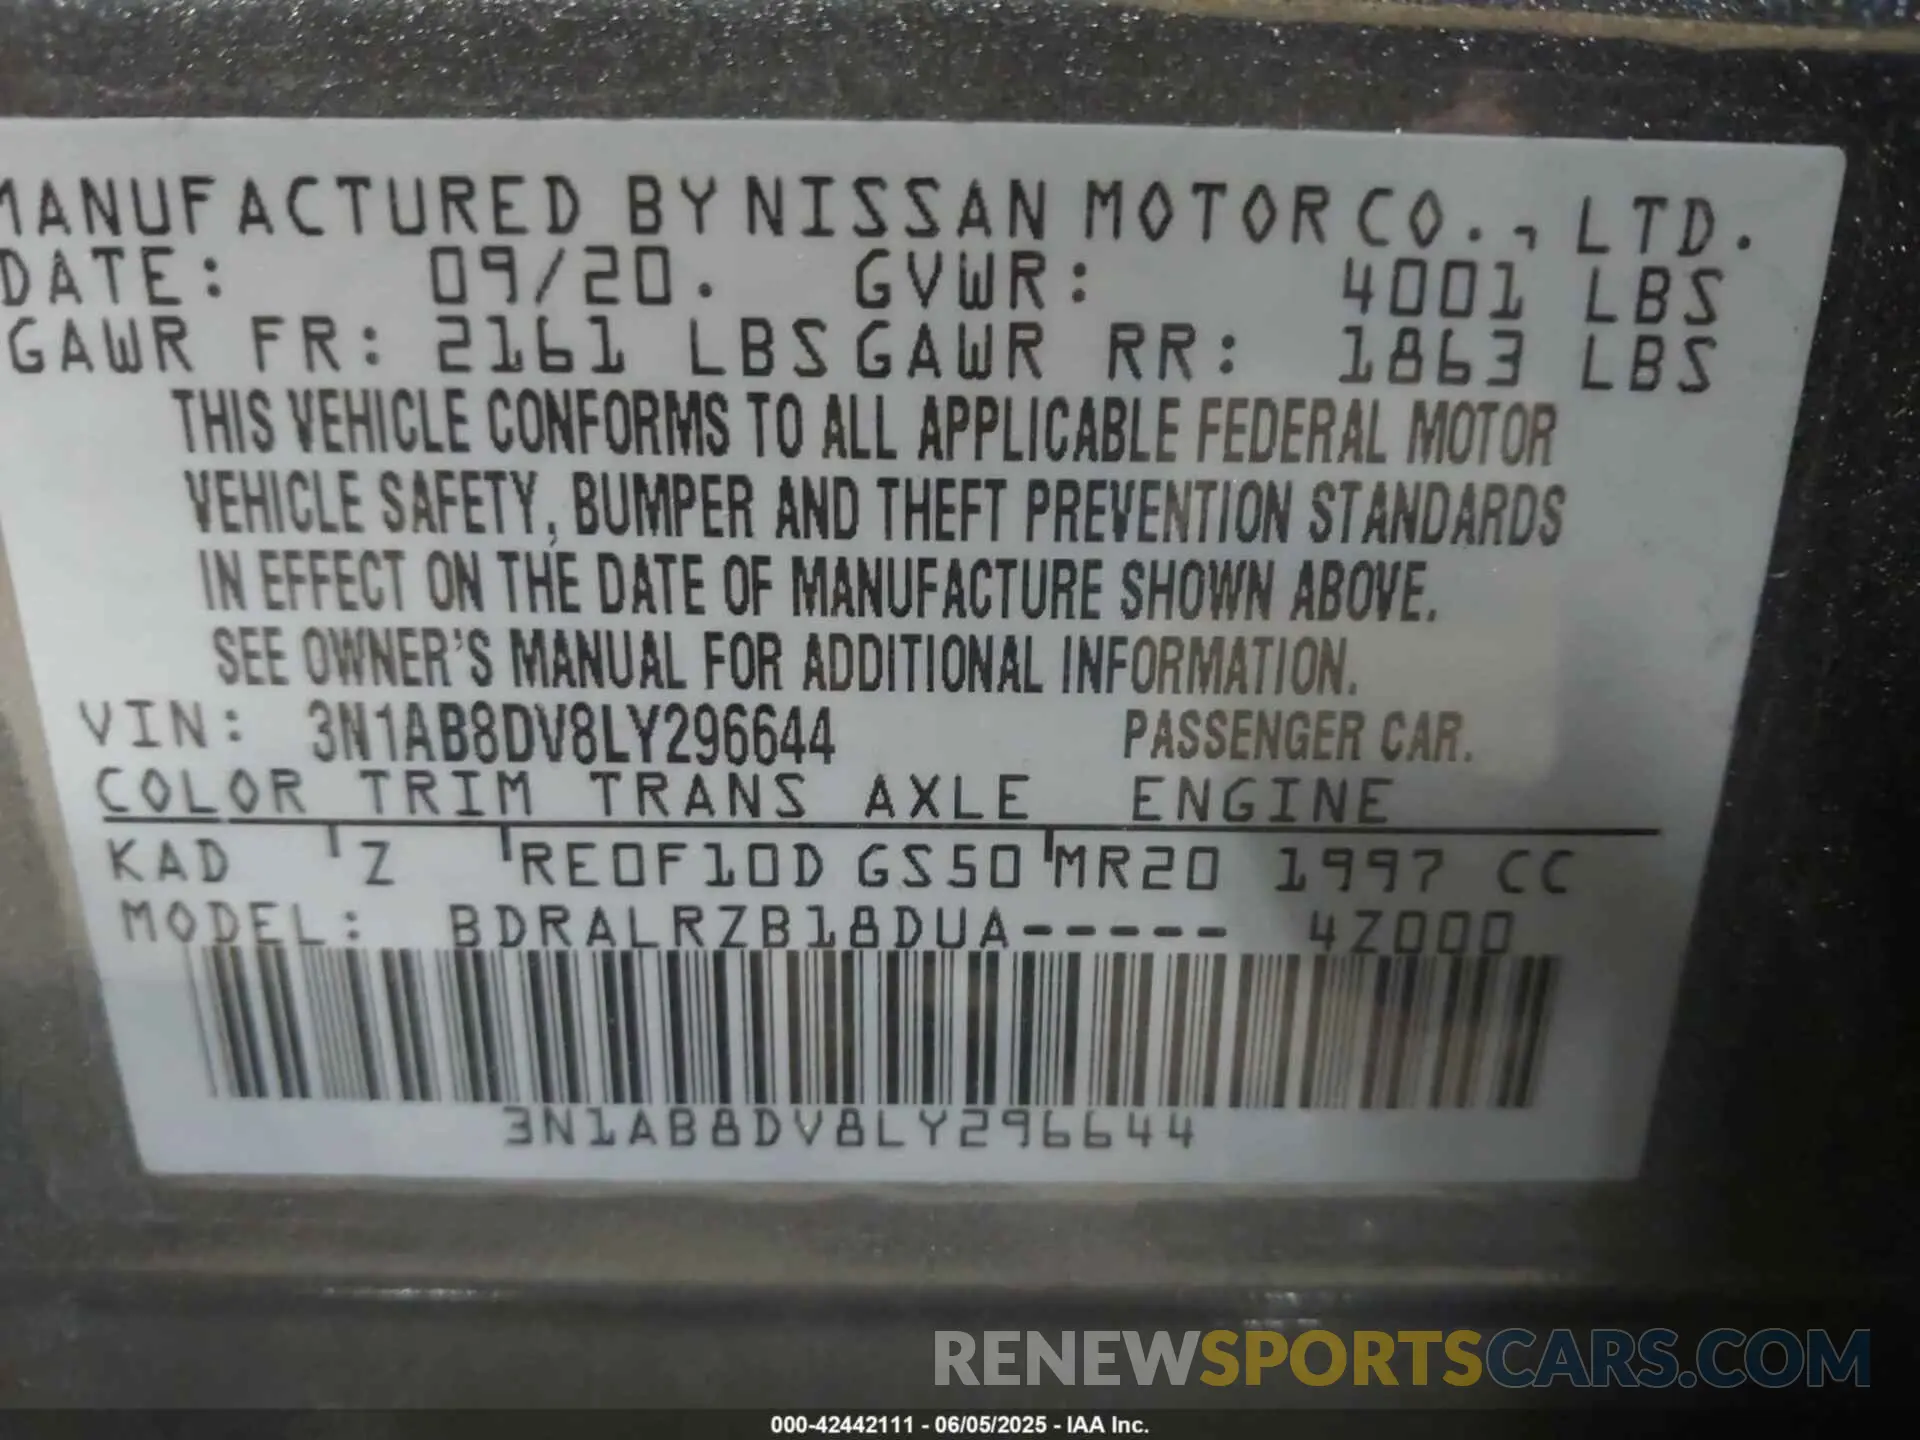 MANUFACTURED BY NISSAN MOTOR CO., LTD.
DATE: 09/20. GVWR: 4001 LBS
GAWR FR: 2161 LBS GAWR RR: 1863 LBS
THIS VEHICLE CONFORMS TO ALL APPLICABLE FEDERAL MOTOR
VEHICLE SAFETY, BUMPER AND THEFT PREVENTION STANDARDS
IN EFFECT ON THE DATE OF MANUFACTURE SHOWN ABOVE.
SEE OWNER'S MANUAL FOR ADDITIONAL INFORMATION.
VIN: 3N1AB8DV8LY296644 PASSENGER CAR.
COLOR TRIM TRANS AXLE ENGINE
KAD Z RE0F10D GS50 MR20 1997 CC
MODEL: BDRALRZB18DUA----- 4Z000
3N1AB8DV8LY296644
RENEWSPORTSCARS.COM
000-42442111 - 06/05/2025 - IAA Inc.